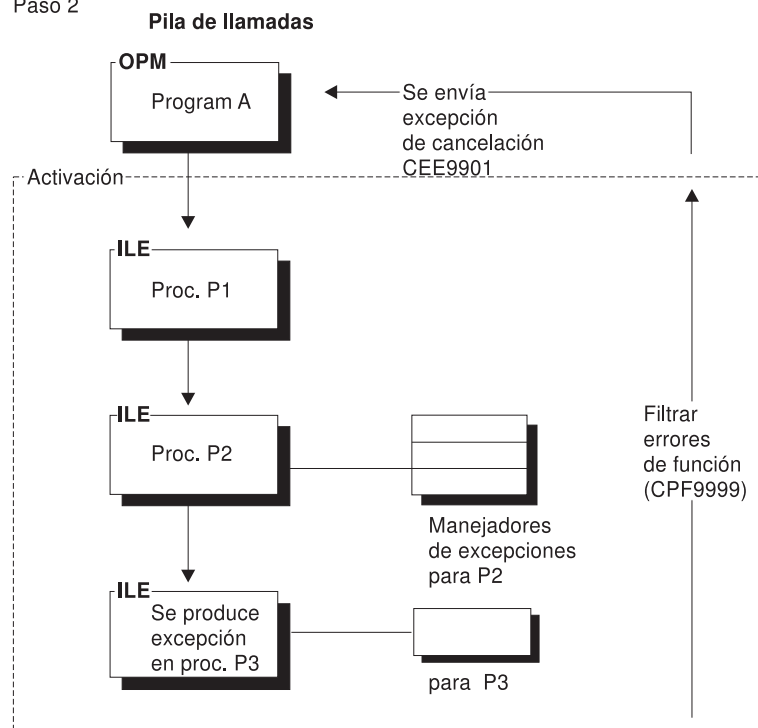 Paso 2
Pila de llamadas
OPM
Program A
Se envía
excepción
de cancelación
CEE9901
Activación
ILE
Proc. P1
ILE
Proc. P2
Filtrar
errores
de función
(CPF9999)
Manejadores
de excepciones
para P2
ILE
Se produce
excepción
en proc. P3
para P3